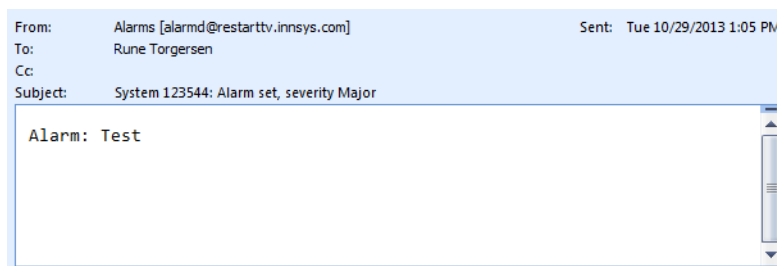 From: Alarms [alarmd@restarttv.innsys.com] Sent: Tue 10/29/2013 1:05 PM
To: Rune Torgersen
Cc:
Subject: System 123544: Alarm set, severity Major
Alarm: Test